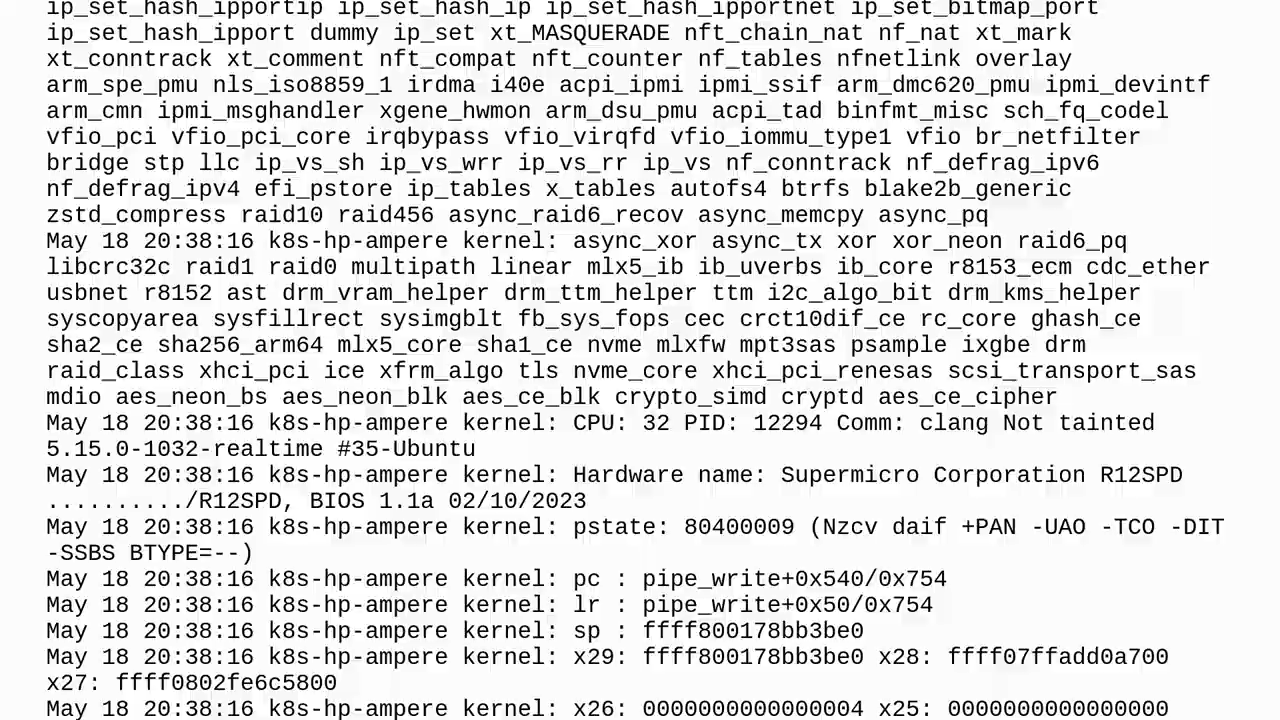 ip_set_hash_ipportip ip_set_hash_ip ip_set_hash_ipportnet ip_set_bitmap_port
ip_set_hash_ipport dummy ip_set xt_MASQUERADE nft_chain_nat nf_nat xt_mark
xt_conntrack xt_comment nft_compat nft_counter nf_tables nfnetlink overlay
arm_spe_pmu nls_iso8859_1 irdma i40e acpi_ipmi ipmi_ssif arm_dmc620_pmu ipmi_devintf
arm_cmn ipmi_msghandler xgene_hwmon arm_dsu_pmu acpi_tad binfmt_misc sch_fq_codel
vfio_pci vfio_pci_core irqbypass vfio_virqfd vfio_iommu_type1 vfio br_netfilter
bridge stp llc ip_vs_sh ip_vs_wrr ip_vs_rr ip_vs nf_conntrack nf_defrag_ipv6
nf_defrag_ipv4 efi_pstore ip_tables x_tables autofs4 btrfs blake2b_generic
zstd_compress raid10 raid456 async_raid6_recov async_memcpy async_pq
May 18 20:38:16 k8s-hp-ampere kernel: async_xor async_tx xor xor_neon raid6_pq
libcrc32c raid1 raid0 multipath linear mlx5_ib ib_uverbs ib_core r8153_ecm cdc_ether
usbnet r8152 ast drm_vram_helper drm_ttm_helper ttm i2c_algo_bit drm_kms_helper
syscopyarea sysfillrect sysimgblt fb_sys_fops cec crct10dif_ce rc_core ghash_ce
sha2_ce sha256_arm64 mlx5_core sha1_ce nvme mlxfw mpt3sas psample ixgbe drm
raid_class xhci_pci ice xfrm_algo tls nvme_core xhci_pci_renesas scsi_transport_sas
mdio aes_neon_bs aes_neon_blk aes_ce_blk crypto_simd cryptd aes_ce_cipher
May 18 20:38:16 k8s-hp-ampere kernel: CPU: 32 PID: 12294 Comm: clang Not tainted
5.15.0-1032-realtime #35-Ubuntu
May 18 20:38:16 k8s-hp-ampere kernel: Hardware name: Supermicro Corporation R12SPD
........../R12SPD, BIOS 1.1a 02/10/2023
May 18 20:38:16 k8s-hp-ampere kernel: pstate: 80400009 (Nzcv daif +PAN -UAO -TCO -DIT
-SSBS BTYPE=--)
May 18 20:38:16 k8s-hp-ampere kernel: pc : pipe_write+0x540/0x754
May 18 20:38:16 k8s-hp-ampere kernel: lr : pipe_write+0x50/0x754
May 18 20:38:16 k8s-hp-ampere kernel: sp : ffff800178bb3be0
May 18 20:38:16 k8s-hp-ampere kernel: x29: ffff800178bb3be0 x28: ffff07ffadd0a700
x27: ffff0802fe6c5800
May 18 20:38:16 k8s-hp-ampere kernel: x26: 0000000000000004 x25: 0000000000000000